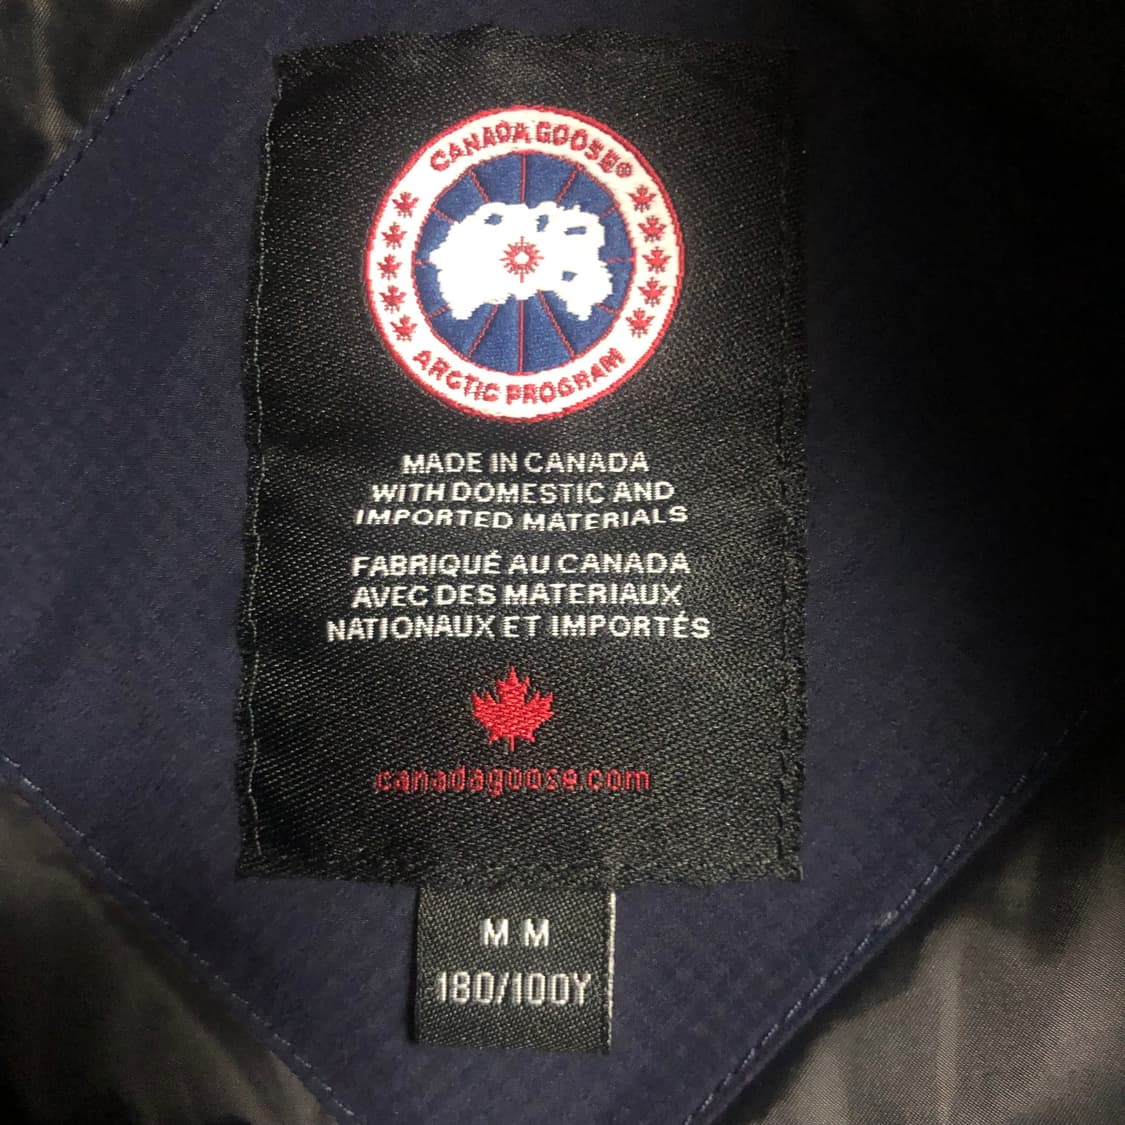 CANADA GOOSE®
ARCTIC PROGRAM
MADE IN CANADA
WITH DOMESTIC AND
IMPORTED MATERIALS
FABRIQUÉ AU CANADA
AVEC DES MATERIAUX
NATIONAUX ET IMPORTÉS
canadagoose.com
M M
180/100Y